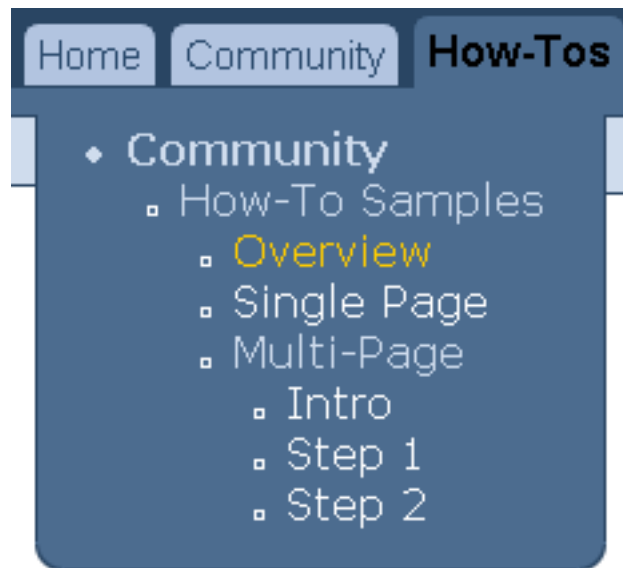 Home Community How-Tos
Community
How-To Samples
Overview
Single Page
Multi-Page
Intro
Step 1
Step 2